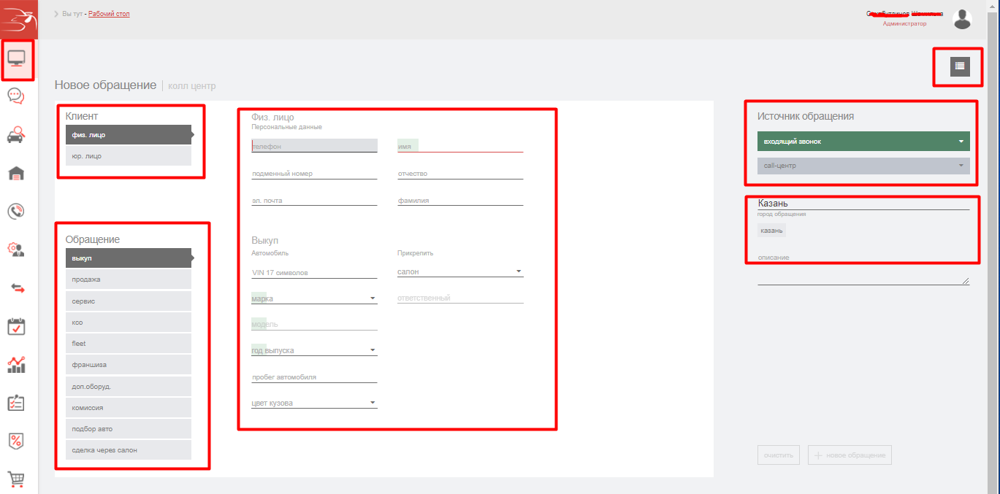 Вы тут - Рабочий стол
Администратор
Новое обращение | колл центр
Клиент
физ. лицо
юр. лицо
Обращение
выкуп
продажа
сервис
ксо
fleet
франшиза
доп.оборуд.
комиссия
подбор авто
сделка через салон
Физ. лицо
Персональные данные
телефон
имя
подменный номер
отчество
эл. почта
фамилия
Выкуп
Автомобиль
Прикрепить
VIN 17 символов
салон
марка
ответственный
модель
год выпуска
пробег автомобиля
цвет кузова
Источник обращения
входящий звонок
call-центр
Казань
город обращения
казань
описание
очистить
+ новое обращение